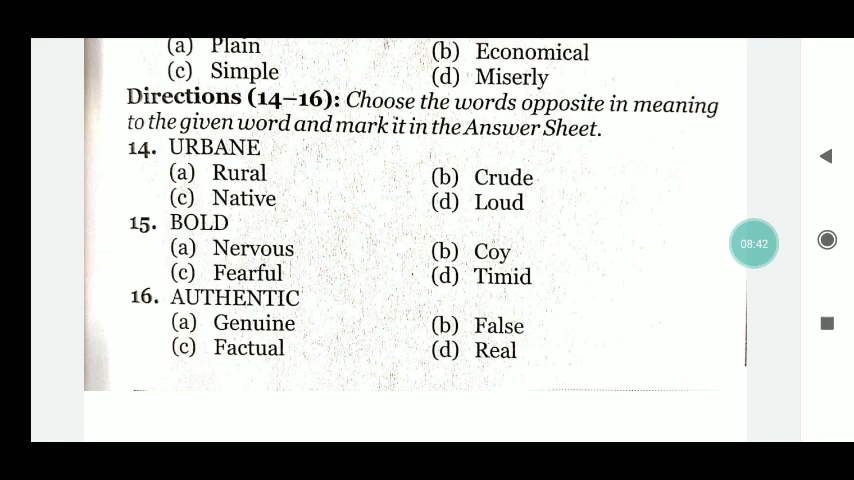 (a) Plain (b) Economical
(c) Simple (d) Miserly
Directions (14–16): Choose the words opposite in meaning
to the given word and mark it in the Answer Sheet.
14. URBANE
(a) Rural (b) Crude
(c) Native (d) Loud
15. BOLD
(a) Nervous (b) Coy
(c) Fearful (d) Timid
16. AUTHENTIC
(a) Genuine (b) False
(c) Factual (d) Real
08:42